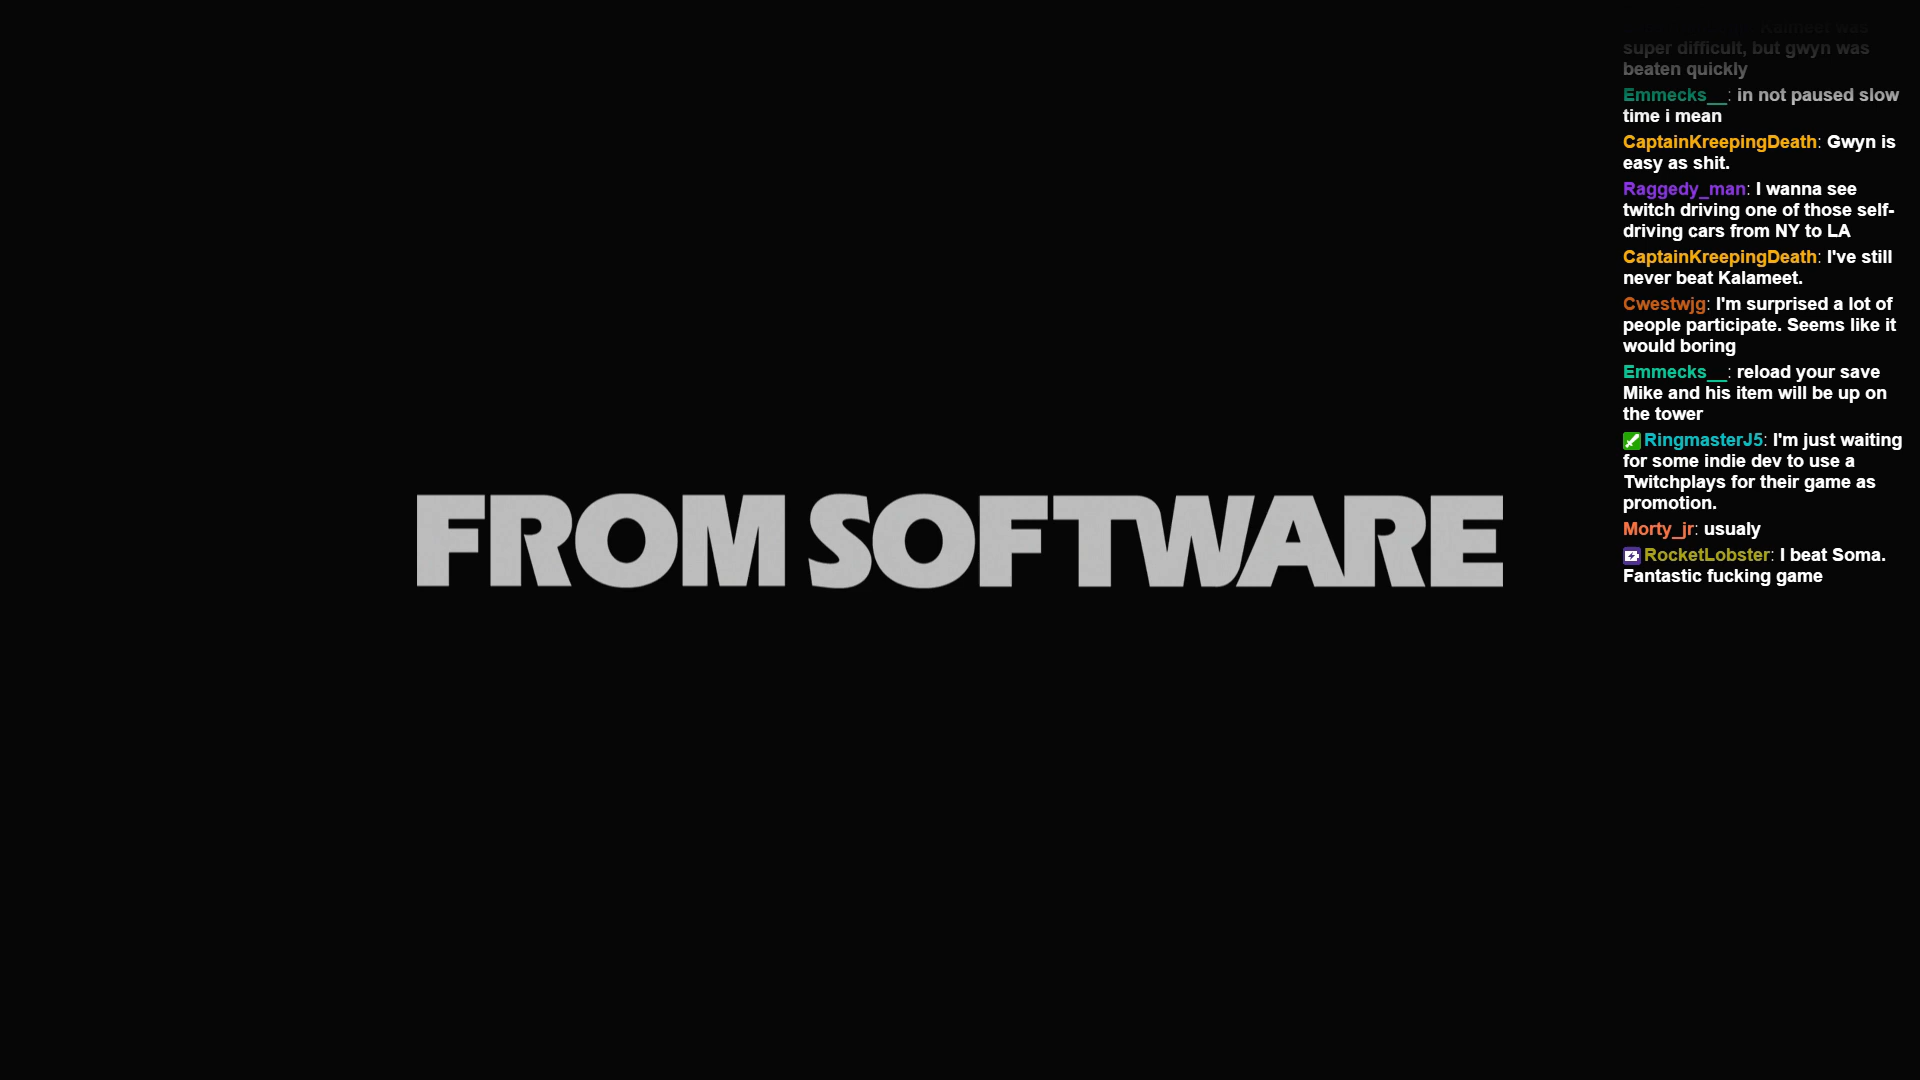 Kalameet was
super difficult, but gwyn was
beaten quickly
Emmecks__: in not paused slow
time i mean
CaptainKreepingDeath: Gwyn is
easy as shit.
Raggedy_man: I wanna see
twitch driving one of those self-
driving cars from NY to LA
CaptainKreepingDeath: I've still
never beat Kalameet.
Cwestwjg: I'm surprised a lot of
people participate. Seems like it
would boring
Emmecks__: reload your save
Mike and his item will be up on
the tower
RingmasterJ5: I'm just waiting
for some indie dev to use a
Twitchplays for their game as
promotion.
Morty_jr: usualy
RocketLobster: I beat Soma.
Fantastic fucking game
FROM SOFTWARE